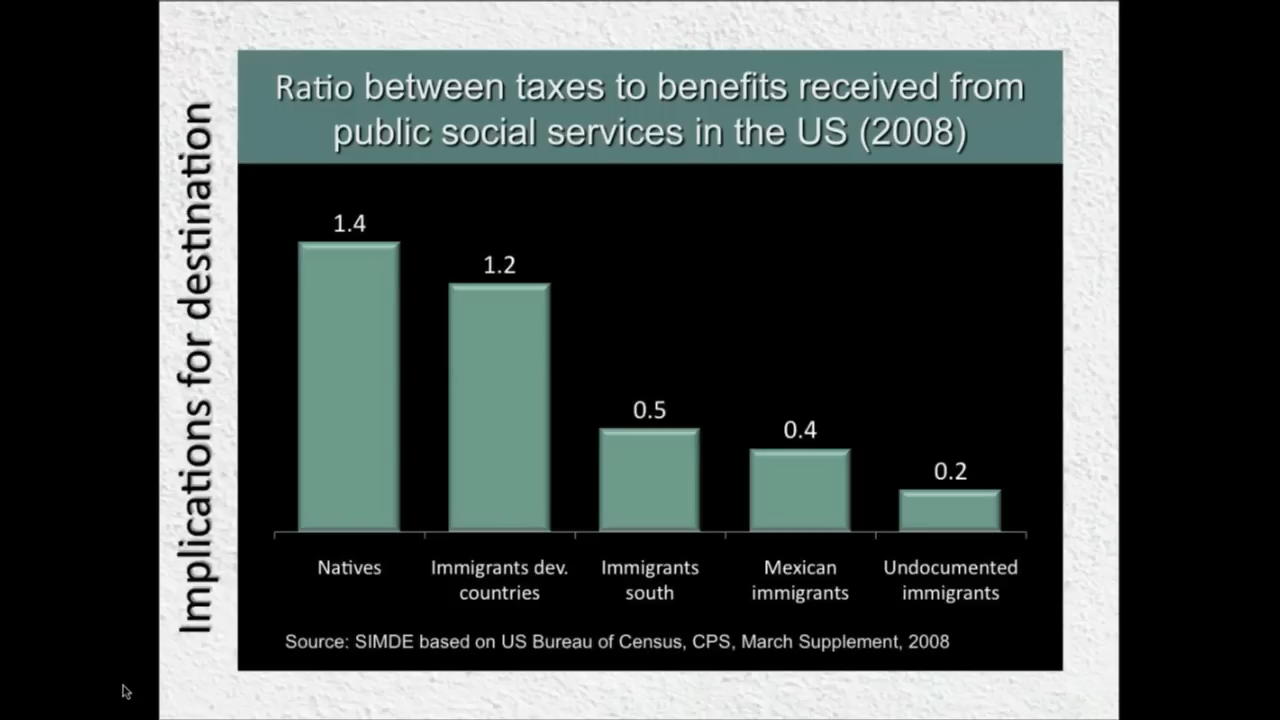 Implications for destination
Ratio between taxes to benefits received from
public social services in the US (2008)
1.4
1.2
0.5
0.4
0.2
Natives
Immigrants dev.
countries
Immigrants
south
Mexican
immigrants
Undocumented
immigrants
Source: SIMDE based on US Bureau of Census, CPS, March Supplement, 2008